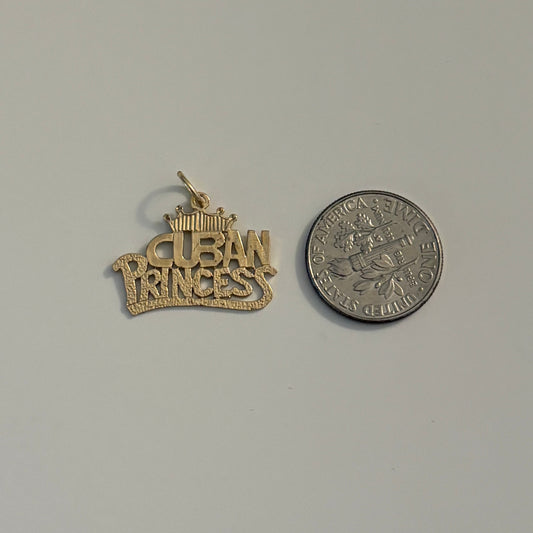 CUBAN
PRINCESS
UNITED STATES OF AMERICA
ONE DIME